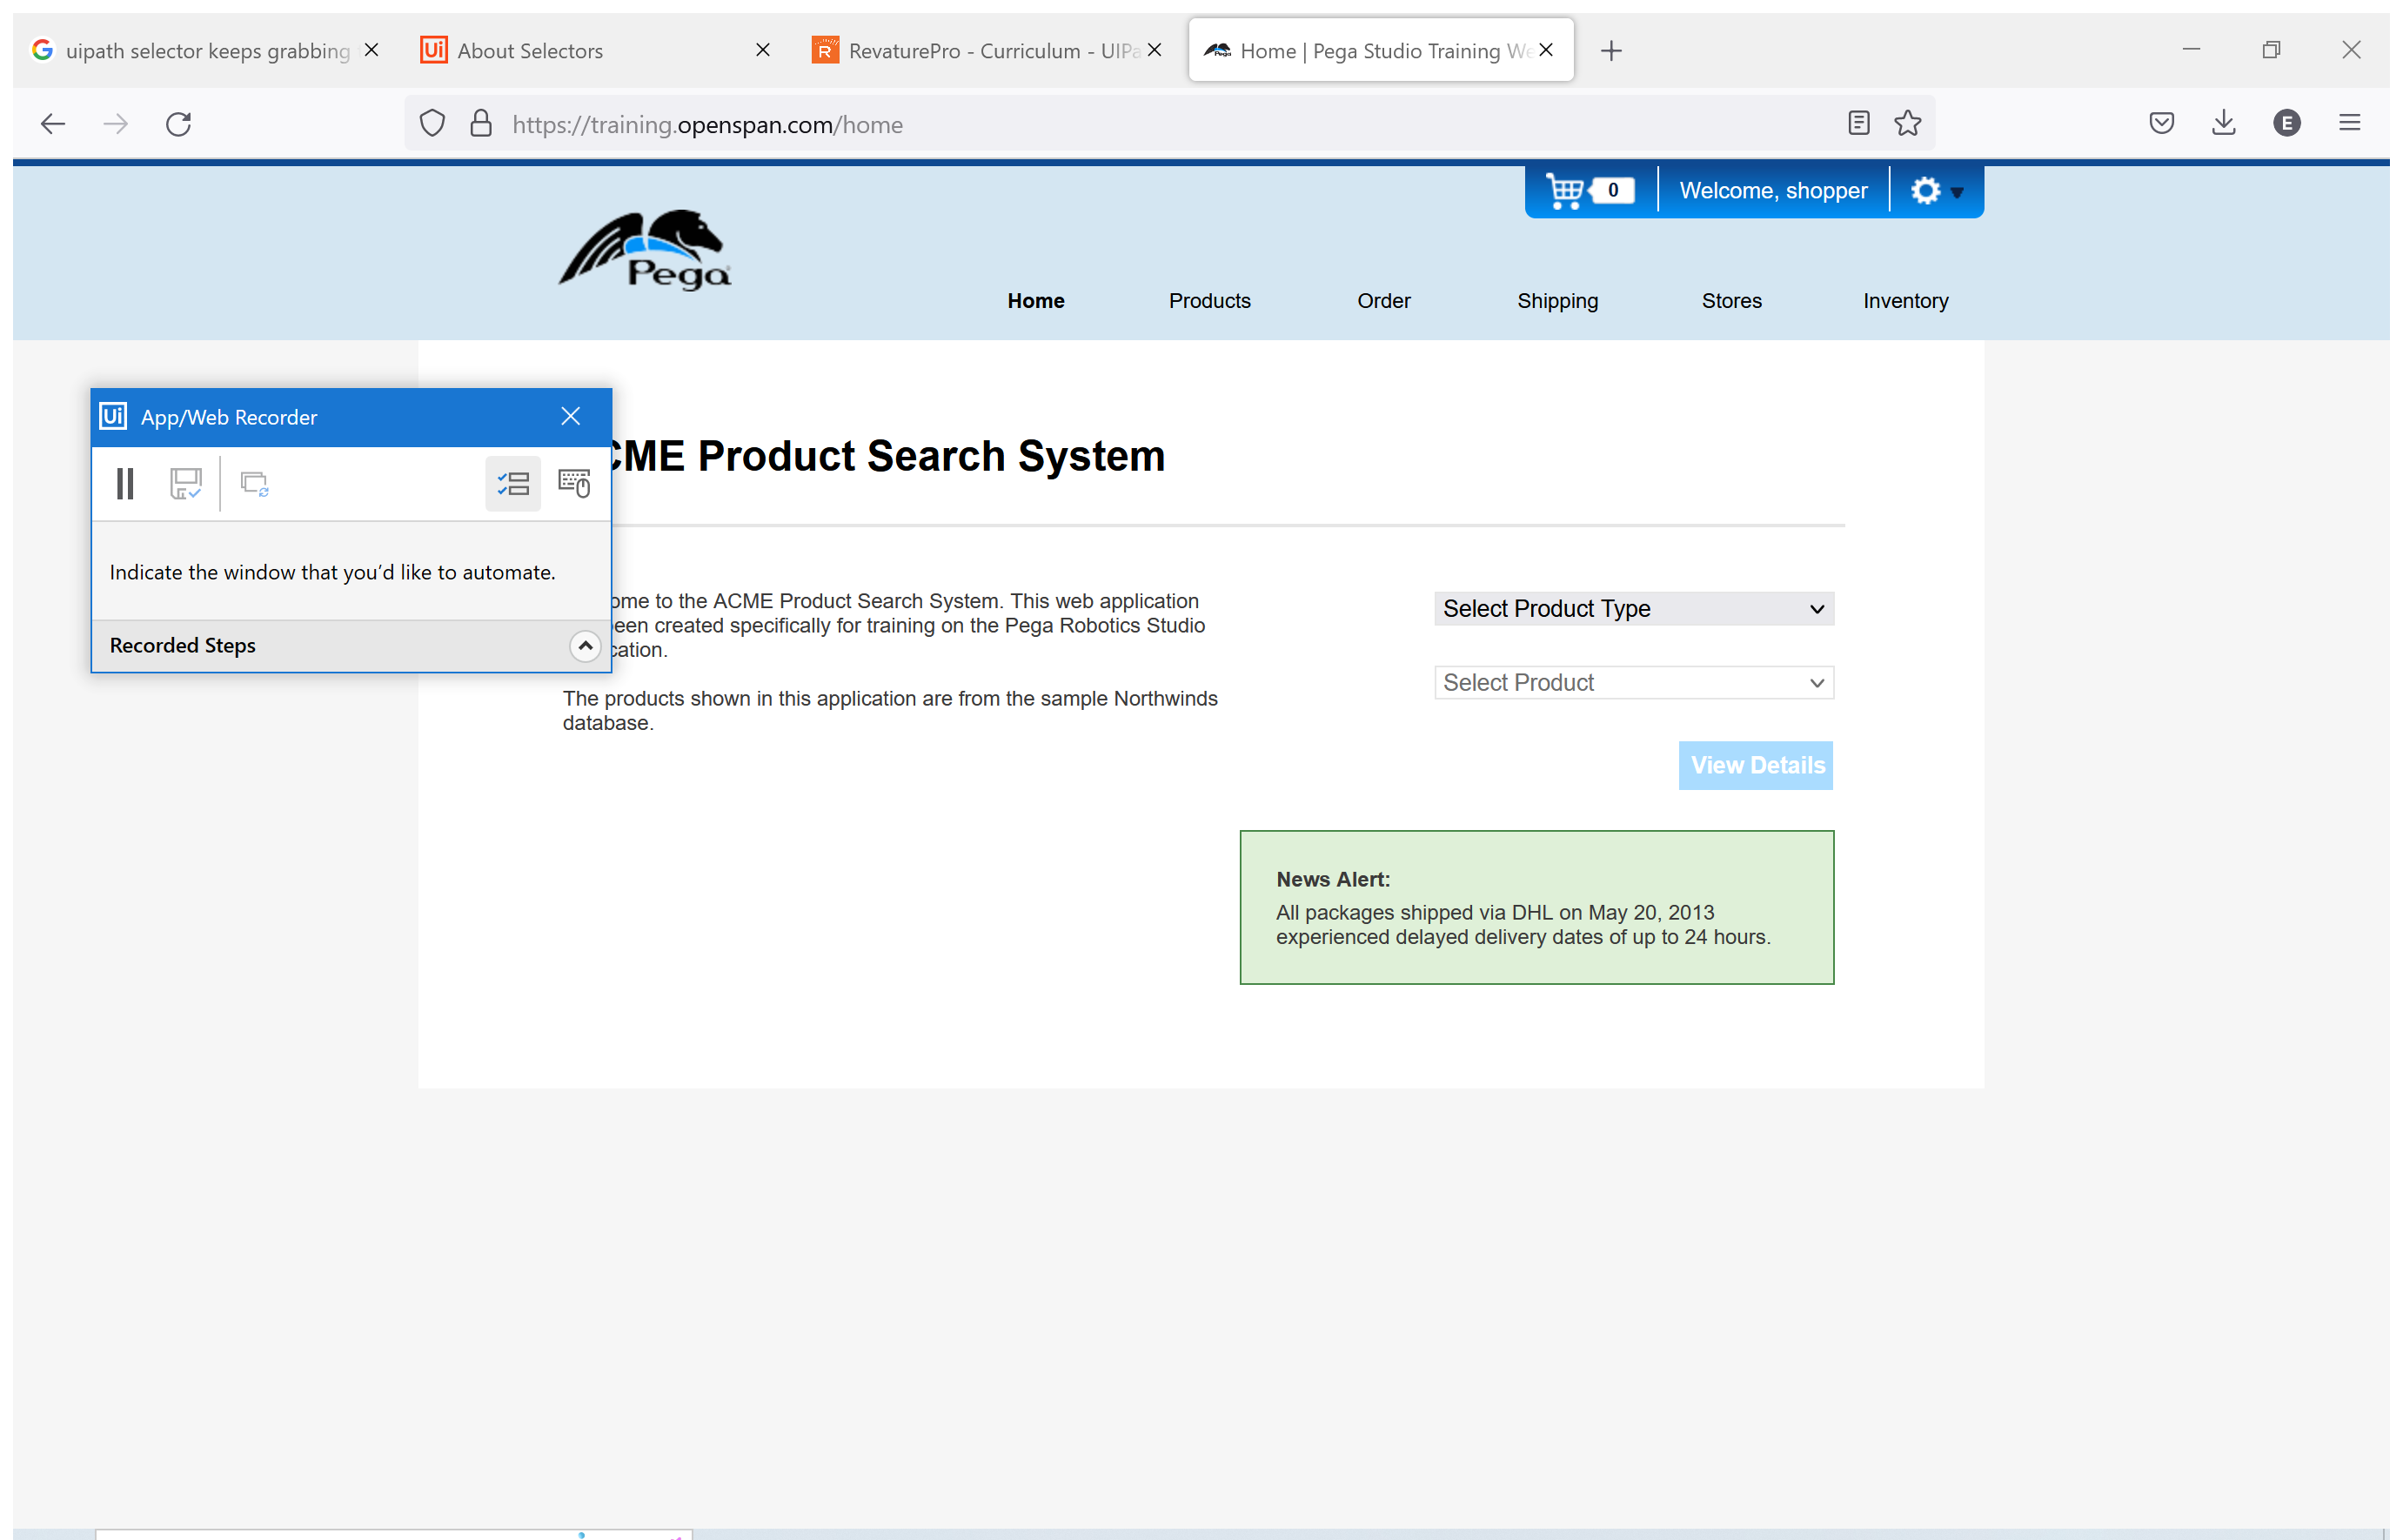 uipath selector keeps grabbing
About Selectors
RevaturePro - Curriculum - UIPa
Home | Pega Studio Training We
https://training.openspan.com/home
E
0
Welcome, shopper
Pega
Home
Products
Order
Shipping
Stores
Inventory
Ui App/Web Recorder
Indicate the window that you'd like to automate.
Recorded Steps
CME Product Search System
ome to the ACME Product Search System. This web application
een created specifically for training on the Pega Robotics Studio
cation.
The products shown in this application are from the sample Northwinds
database.
Select Product Type
Select Product
View Details
News Alert:
All packages shipped via DHL on May 20, 2013
experienced delayed delivery dates of up to 24 hours.